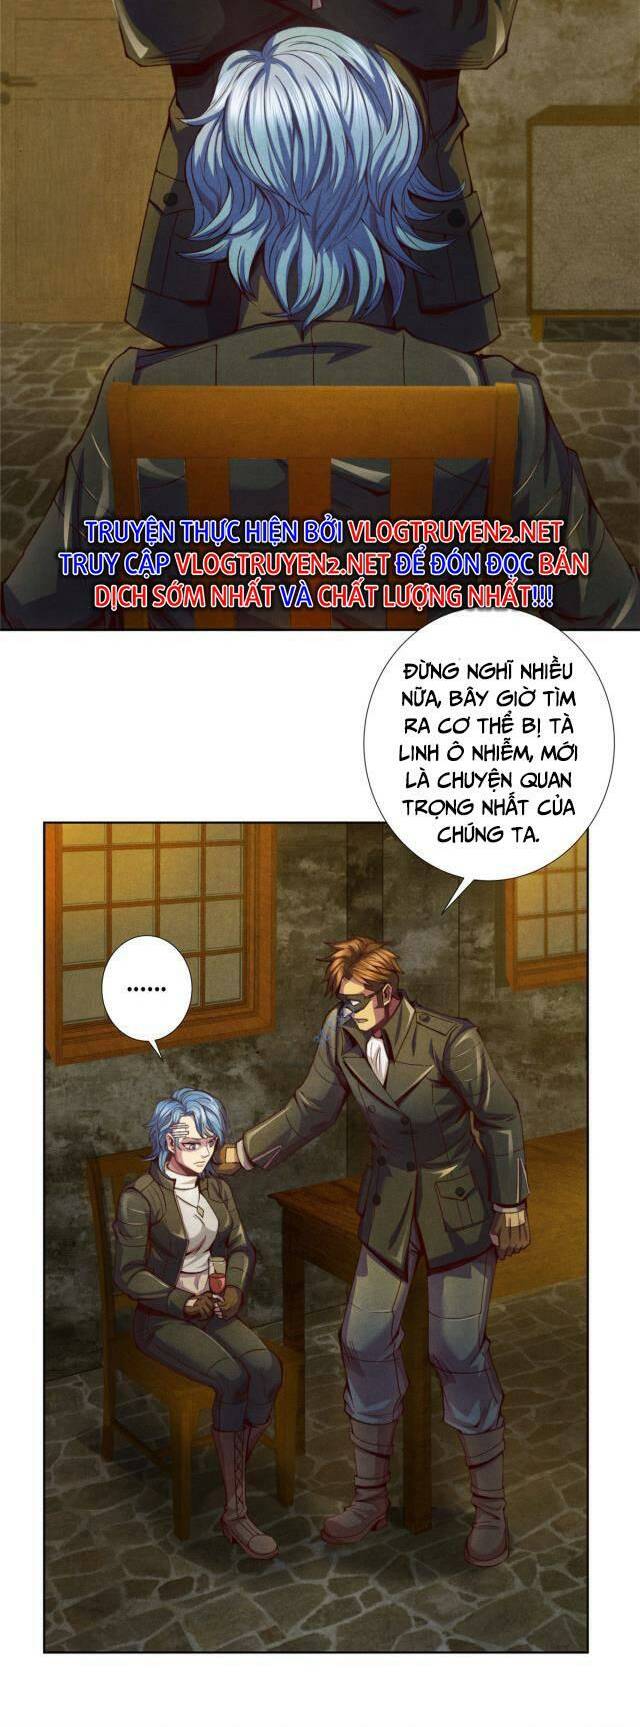 TRUYỆN THỰC HIỆN BỞI VLOGTRUYEN2.NET
TRUY CẬP VLOGTRUYEN2.NET ĐỂ ĐÓN ĐỌC BẢN
DỊCH SỚM NHẤT VÀ CHẤT LƯỢNG NHẤT!!!
ĐỪNG NGHĨ NHIỀU
NỮA, BÂY GIỜ TÌM
RA CƠ THỂ BỊ TÀ
LINH Ô NHIỄM, MỚI
LÀ CHUYỆN QUAN
TRỌNG NHẤT CỦA
CHÚNG TA.
......